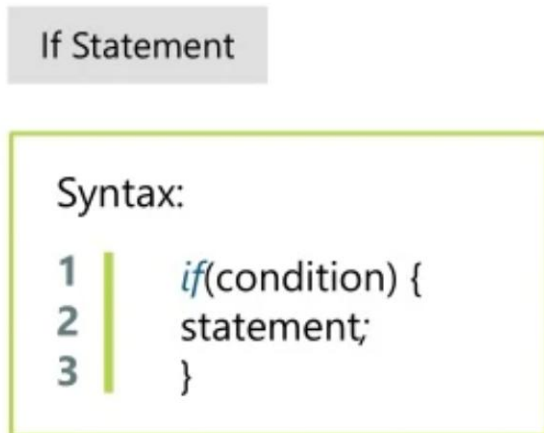 If Statement
Syntax:
1 if(condition) {
2 statement;
3 }